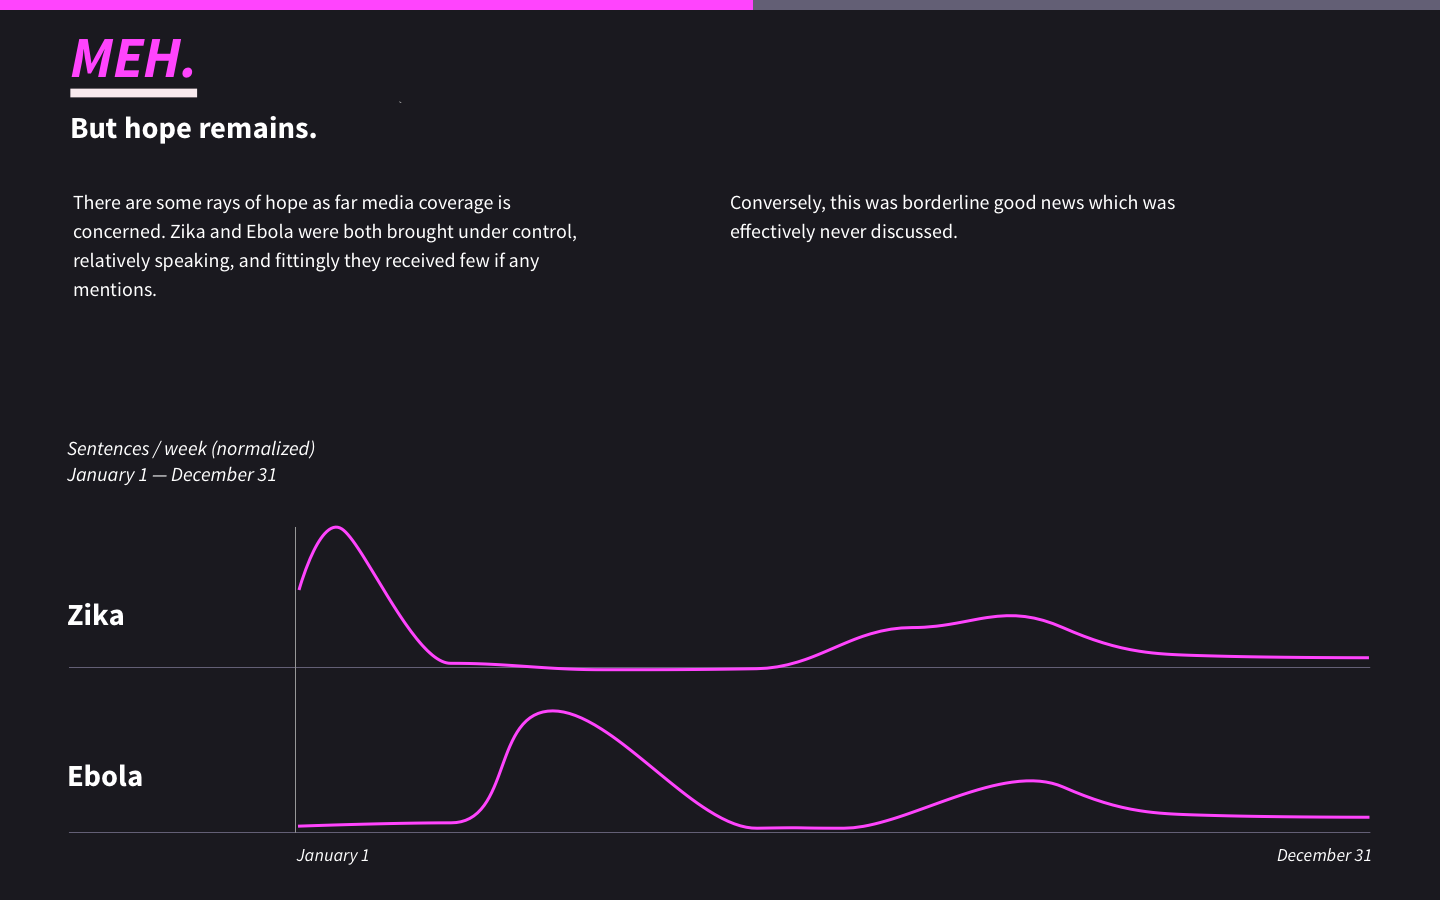 MEH.
But hope remains.
There are some rays of hope as far media coverage is
concerned. Zika and Ebola were both brought under control,
relatively speaking, and fittingly they received few if any
mentions.
Conversely, this was borderline good news which was
effectively never discussed.
Sentences / week (normalized)
January 1 — December 31
Zika
Ebola
January 1
December 31